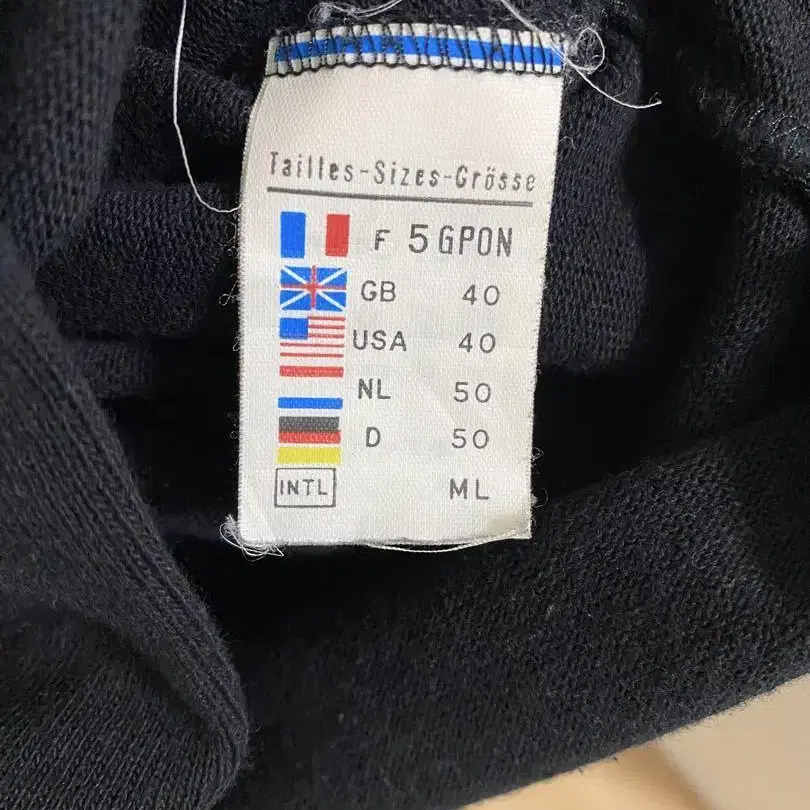 Tailles-Sizes-Grösse
F 5 GPON
GB 40
USA 40
NL 50
D 50
INTL ML